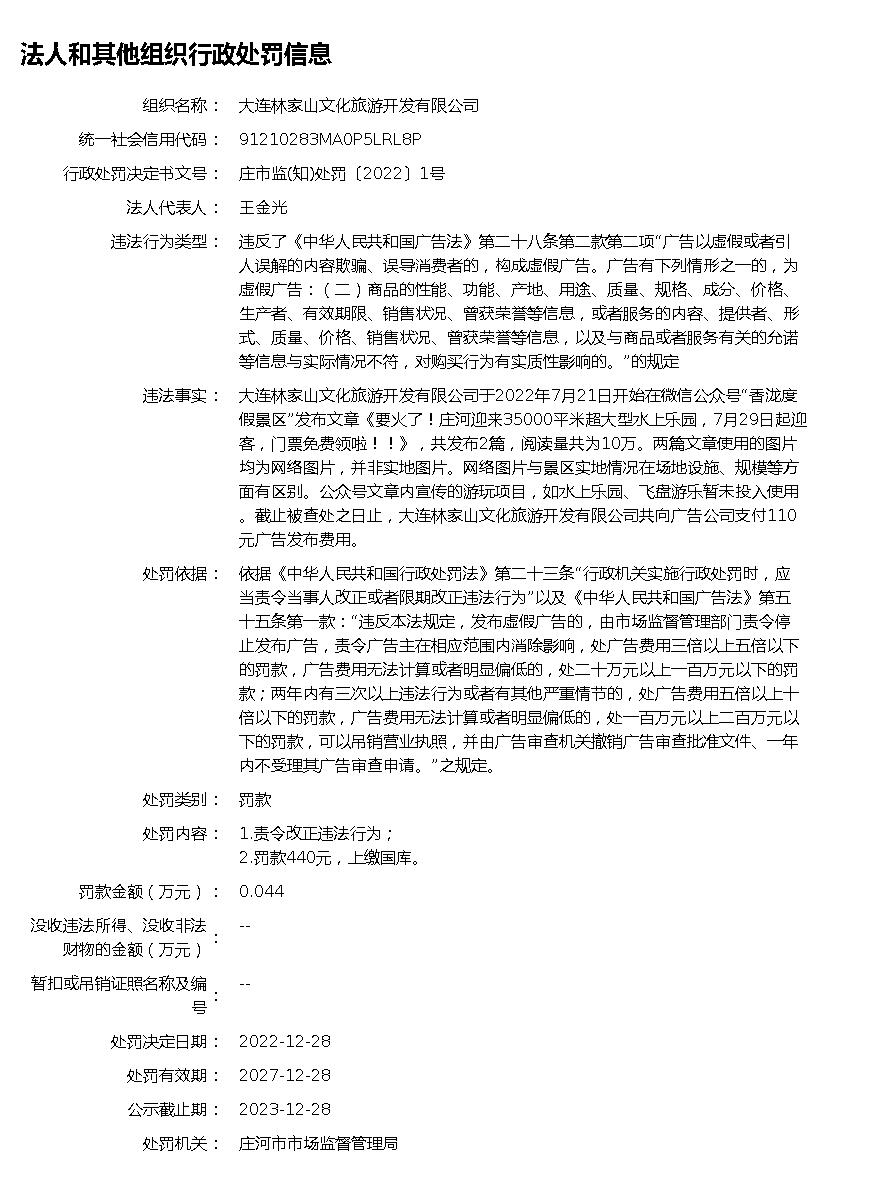 法人和其他组织行政处罚信息
组织名称： 大连林家山文化旅游开发有限公司
统一社会信用代码： 91210283MA0P5LRL8P
行政处罚决定书文号： 庄市监(知)处罚〔2022〕1号
法人代表人： 王金光
违法行为类型： 违反了《中华人民共和国广告法》第二十八条第二款第二项“广告以虚假或者引
人误解的内容欺骗、误导消费者的，构成虚假广告。广告有下列情形之一的，为
虚假广告：（二）商品的性能、功能、产地、用途、质量、规格、成分、价格、
生产者、有效期限、销售状况、曾获荣誉等信息，或者服务的内容、提供者、形
式、质量、价格、销售状况、曾获荣誉等信息，以及与商品或者服务有关的允诺
等信息与实际情况不符，对购买行为有实质性影响的。”的规定
违法事实： 大连林家山文化旅游开发有限公司于2022年7月21日开始在微信公众号“香泷度
假景区”发布文章《要火了！庄河迎来35000平米超大型水上乐园，7月29日起迎
客，门票免费领啦！！》，共发布2篇，阅读量共为10万。两篇文章使用的图片
均为网络图片，并非实地图片。网络图片与景区实地情况在场地设施、规模等方
面有区别。公众号文章内宣传的游玩项目，如水上乐园、飞盘游乐暂未投入使用
。截止被查处之日止，大连林家山文化旅游开发有限公司共向广告公司支付110
元广告发布费用。
处罚依据： 依据《中华人民共和国行政处罚法》第二十三条“行政机关实施行政处罚时，应
当责令当事人改正或者限期改正违法行为”以及《中华人民共和国广告法》第五
十五条第一款：“违反本法规定，发布虚假广告的，由市场监督管理部门责令停
止发布广告，责令广告主在相应范围内消除影响，处广告费用三倍以上五倍以下
的罚款，广告费用无法计算或者明显偏低的，处二十万元以上一百万元以下的罚
款；两年内有三次以上违法行为或者有其他严重情节的，处广告费用五倍以上十
倍以下的罚款，广告费用无法计算或者明显偏低的，处一百万元以上二百万元以
下的罚款，可以吊销营业执照，并由广告审查机关撤销广告审查批准文件、一年
内不受理其广告审查申请。”之规定。
处罚类别： 罚款
处罚内容： 1.责令改正违法行为；
2.罚款440元，上缴国库。
罚款金额（万元）： 0.044
没收违法所得、没收非法
财物的金额（万元）： --
暂扣或吊销证照名称及编
号： --
处罚决定日期： 2022-12-28
处罚有效期： 2027-12-28
公示截止期： 2023-12-28
处罚机关： 庄河市市场监督管理局